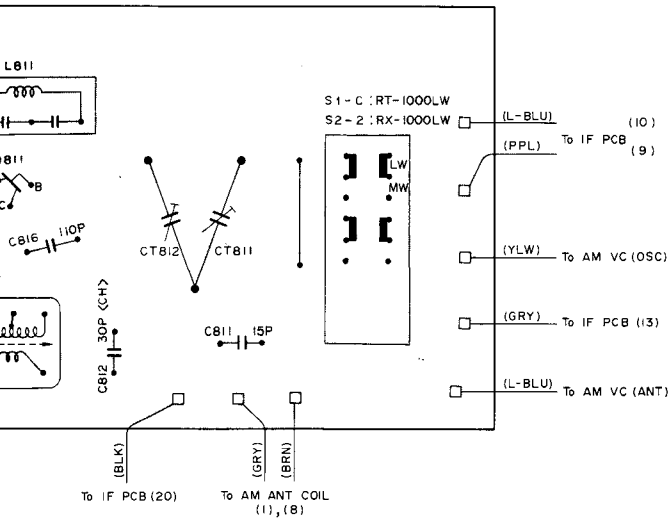 L811
S1-C :RT-1000LW
S2-2 :RX-1000LW
(L-BLU) (10)
To IF PCB
(PPL) (9)
LW
MW
811
B
C
C816 110P
CT812
CT811
(YLW) To AM VC (OSC)
30P <CH>
C812
C811 15P
(GRY) To IF PCB (13)
(L-BLU) To AM VC (ANT)
(BLK)
(GRY)
(BRN)
To IF PCB (20)
To AM ANT COIL
(1), (8)